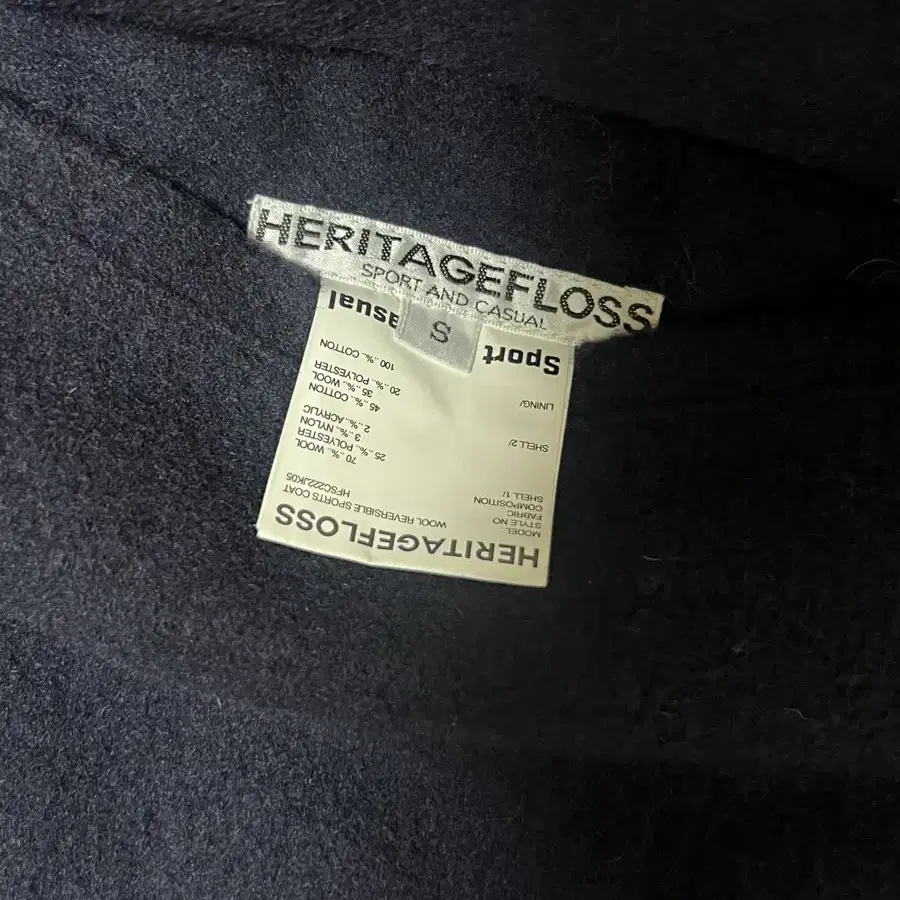 HERITAGEFLOSS
SPORT AND CASUAL
S
HERITAGEFLOSS
MODEL WOOL REVERSIBLE SPORTS COAT
STYLE NO HFSC222JK05
FABRIC
COMPOSITION
SHELL 1/ 70..%.. WOOL
25..%.. POLYESTER
3..%.. NYLON
2..%.. ACRYLIC
SHELL 2/ 45..%.. COTTON
35..%.. WOOL
20..%.. POLYESTER
LINING/ 100..%.. COTTON
Sport asual